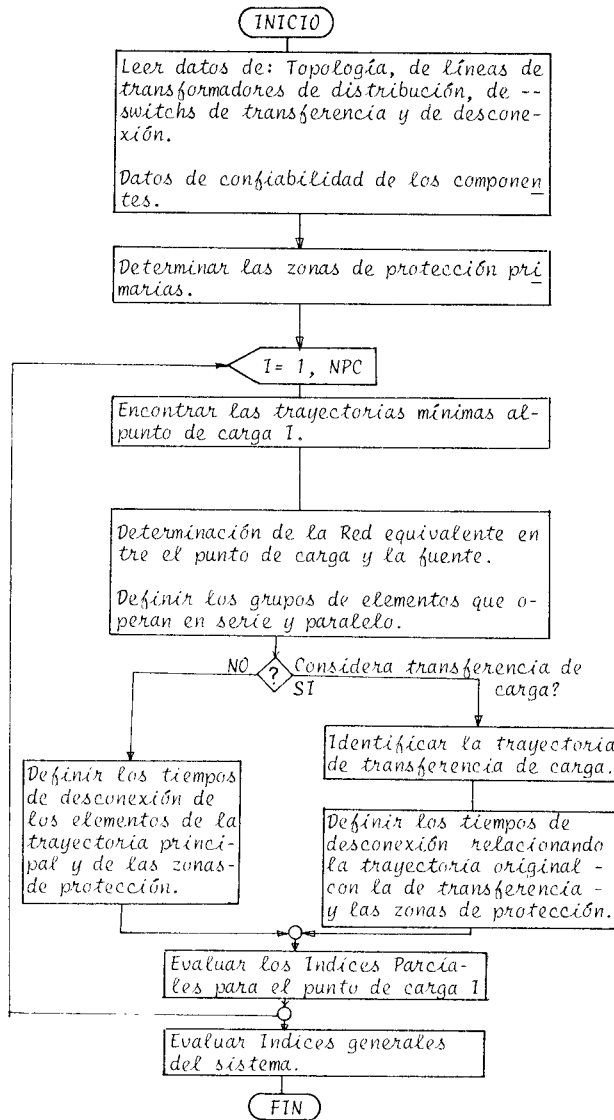 INICIO
Leer datos de: Topología, de líneas de
transformadores de distribución, de --
switchs de transferencia y de descone-
xión.
Datos de confiabilidad de los componen
tes.
Determinar las zonas de protección pri
marias.
I= 1, NPC
Encontrar las trayectorias mínimas al-
punto de carga I.
Determinación de la Red equivalente en
tre el punto de carga y la fuente.
Definir los grupos de elementos que o-
peran en serie y paralelo.
NO ? Considera transferencia de
SI carga?
Identificar la trayectoria
de transferencia de carga.
Definir los tiempos
de desconexión de
los elementos de la
trayectoria princi-
pal y de las zonas-
de protección.
Definir los tiempos de
desconexión relacionando
la trayectoria original -
con la de transferencia -
y las zonas de protección.
Evaluar los Indices Parcia-
les para el punto de carga I
Evaluar Indices generales
del sistema.
FIN